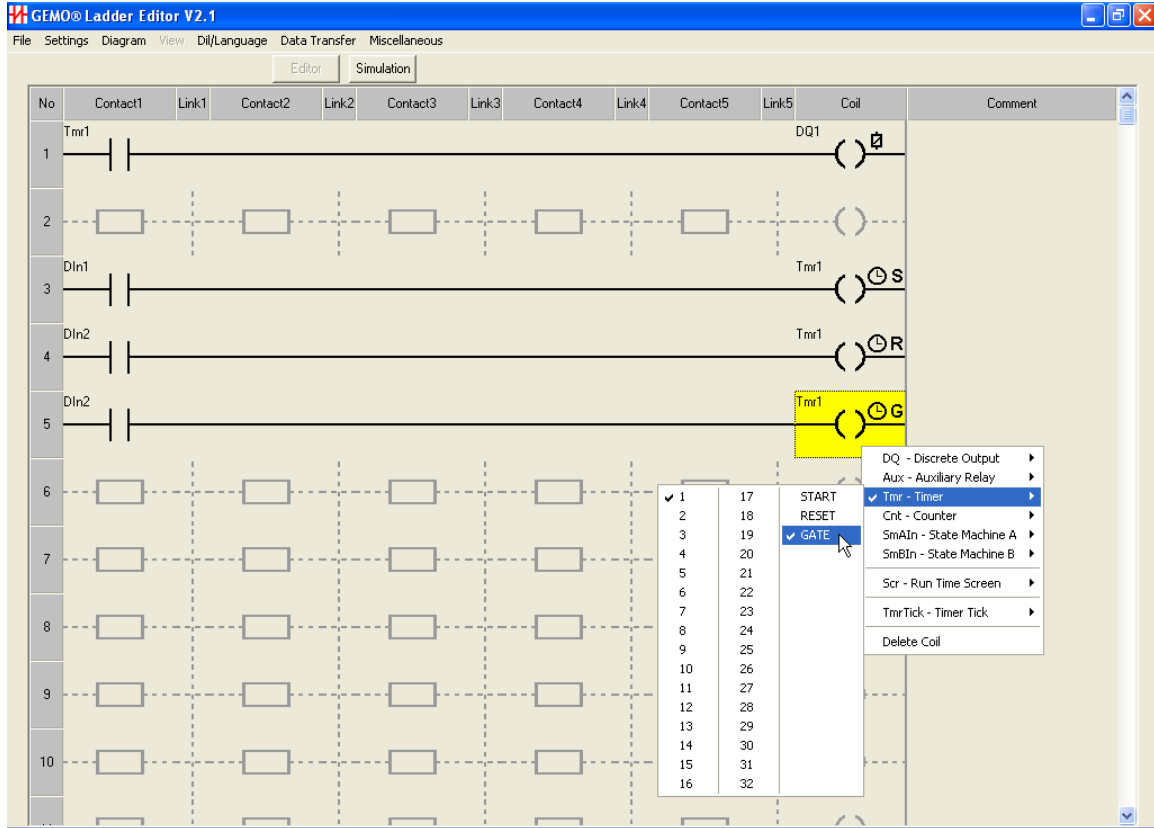 GEMO® Ladder Editor V2.1
File Settings Diagram View Dil/Language Data Transfer Miscellaneous
Editor Simulation
No Contact1 Link1 Contact2 Link2 Contact3 Link3 Contact4 Link4 Contact5 Link5 Coil Comment
Tmr1 DQ1
1
2
DIn1 Tmr1
3 S
DIn2 Tmr1
4 R
DIn2 Tmr1
5 G
6
7
8
9
10
DQ - Discrete Output
Aux - Auxiliary Relay
Tmr - Timer
Cnt - Counter
SmAIn - State Machine A
SmBIn - State Machine B
Scr - Run Time Screen
TmrTick - Timer Tick
Delete Coil
1 17 START
2 18 RESET
3 19 GATE
4 20
5 21
6 22
7 23
8 24
9 25
10 26
11 27
12 28
13 29
14 30
15 31
16 32